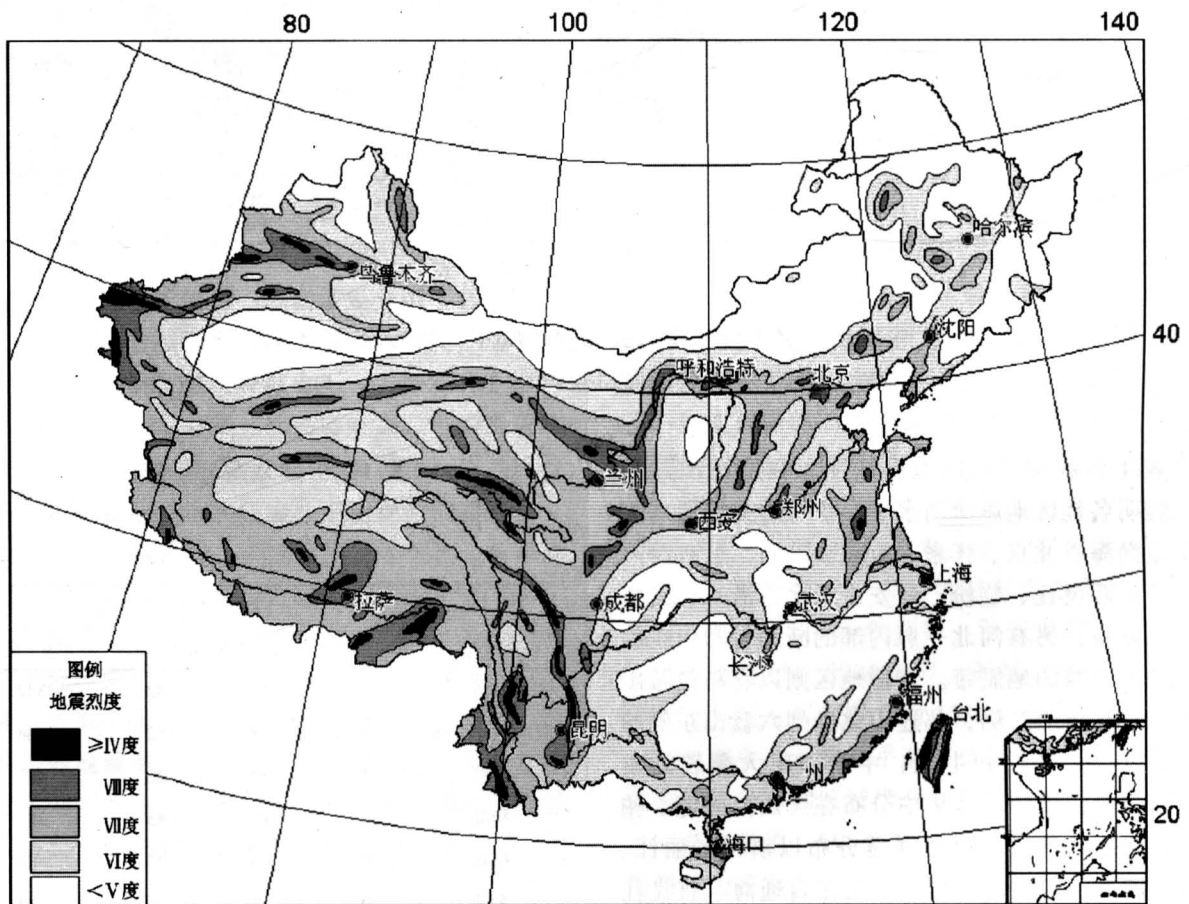 80
100
120
140
哈尔滨
乌鲁木齐
沈阳
40
呼和浩特
北京
兰州
西安
郑州
上海
拉萨
成都
武汉
长沙
图例
地震烈度
福州
台北
≥Ⅳ度
昆明
Ⅷ度
州
Ⅶ度
20
海口
Ⅵ度
<Ⅴ度